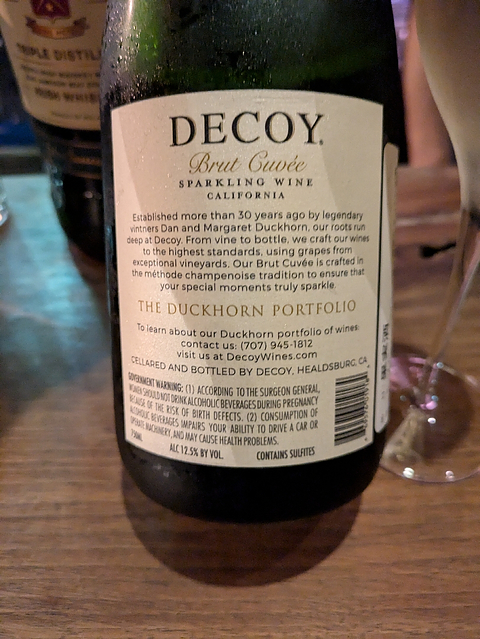 TRIPLE DISTIL
IRISH WHIS
DECOY.
Brut Cuvée
SPARKLING WINE
CALIFORNIA
Established more than 30 years ago by legendary
vintners Dan and Margaret Duckhorn, our roots run
deep at Decoy. From vine to bottle, we craft our wines
to the highest standards, using grapes from
exceptional vineyards. Our Brut Cuvée is crafted in
the méthode champenoise tradition to ensure that
your special moments truly sparkle.
THE DUCKHORN PORTFOLIO
To learn about our Duckhorn portfolio of wines:
contact us: (707) 945-1812
visit us at DecoyWines.com
CELLARED AND BOTTLED BY DECOY, HEALDSBURG, CA
GOVERNMENT WARNING: (1) ACCORDING TO THE SURGEON GENERAL,
WOMEN SHOULD NOT DRINK ALCOHOLIC BEVERAGES DURING PREGNANCY
BECAUSE OF THE RISK OF BIRTH DEFECTS. (2) CONSUMPTION OF
ALCOHOLIC BEVERAGES IMPAIRS YOUR ABILITY TO DRIVE A CAR OR
OPERATE MACHINERY, AND MAY CAUSE HEALTH PROBLEMS.
750ML
ALC 12.5% BY VOL. CONTAINS SULFITES